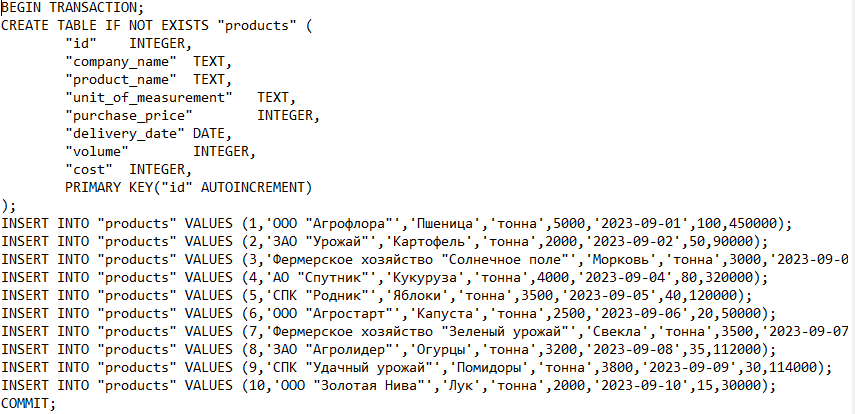 BEGIN TRANSACTION;
CREATE TABLE IF NOT EXISTS "products" (
"id" INTEGER,
"company_name" TEXT,
"product_name" TEXT,
"unit_of_measurement" TEXT,
"purchase_price" INTEGER,
"delivery_date" DATE,
"volume" INTEGER,
"cost" INTEGER,
PRIMARY KEY("id" AUTOINCREMENT)
);
INSERT INTO "products" VALUES (1,'ООО "Агрофлора"','Пшеница','тонна',5000,'2023-09-01',100,450000);
INSERT INTO "products" VALUES (2,'ЗАО "Урожай"','Картофель','тонна',2000,'2023-09-02',50,90000);
INSERT INTO "products" VALUES (3,'Фермерское хозяйство "Солнечное поле"','Морковь','тонна',3000,'2023-09-0
INSERT INTO "products" VALUES (4,'АО "Спутник"','Кукуруза','тонна',4000,'2023-09-04',80,320000);
INSERT INTO "products" VALUES (5,'СПК "Родник"','Яблоки','тонна',3500,'2023-09-05',40,120000);
INSERT INTO "products" VALUES (6,'ООО "Агростарт"','Капуста','тонна',2500,'2023-09-06',20,50000);
INSERT INTO "products" VALUES (7,'Фермерское хозяйство "Зеленый урожай"','Свекла','тонна',3500,'2023-09-07
INSERT INTO "products" VALUES (8,'ЗАО "Агролидер"','Огурцы','тонна',3200,'2023-09-08',35,112000);
INSERT INTO "products" VALUES (9,'СПК "Удачный урожай"','Помидоры','тонна',3800,'2023-09-09',30,114000);
INSERT INTO "products" VALUES (10,'ООО "Золотая Нива"','Лук','тонна',2000,'2023-09-10',15,30000);
COMMIT;